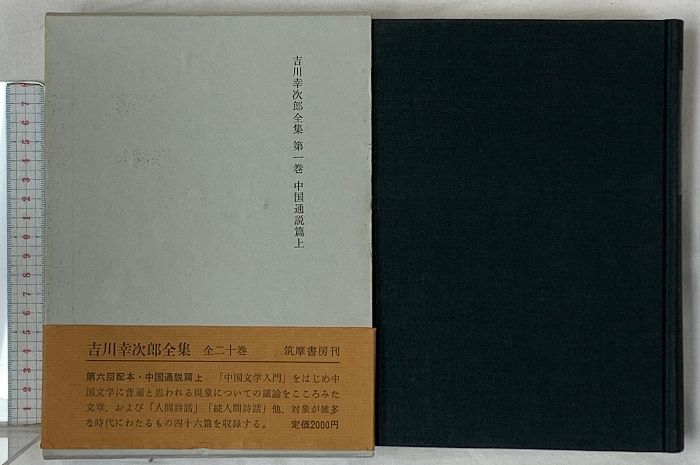 吉川幸次郎全集 第一巻 中国通説篇上
吉川幸次郎全集 全二十巻 筑摩書房刊
第六回配本・中国通説篇上 「中国文学入門」をはじめ中
国文学に普遍と思われる現象についての議論をこころみた
文章、および「人間詩話」「続人間詩話」他、対象が雑多
な時代にわたるもの四十六篇を収録する。 定価2000円